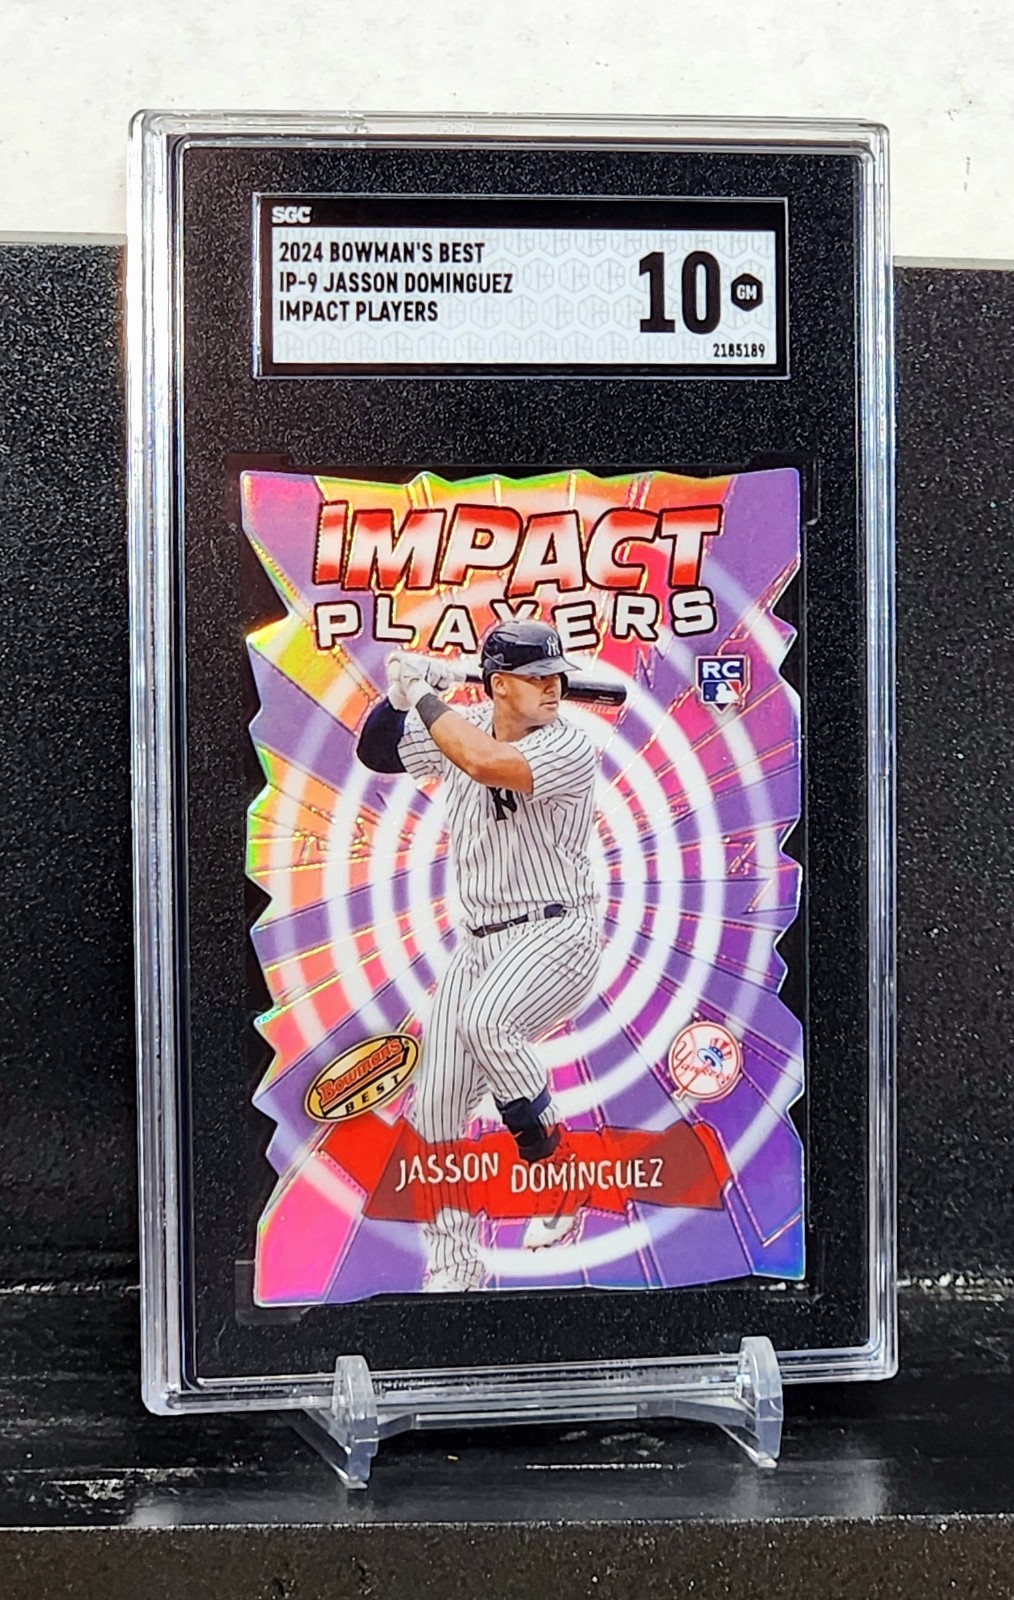 SGC
2024 BOWMAN'S BEST
IP-9 JASSON DOMINGUEZ
IMPACT PLAYERS
10 GM
2185189
IMPACT
PLAYERS
RC
Bowman's
BEST
Yankees
JASSON DOMÍNGUEZ